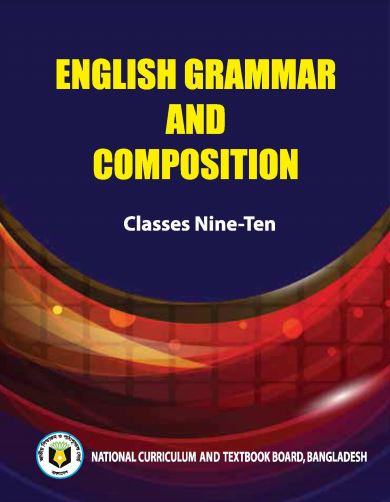 ENGLISH GRAMMAR
AND
COMPOSITION
Classes Nine-Ten
NATIONAL CURRICULUM AND TEXTBOOK BOARD, BANGLADESH